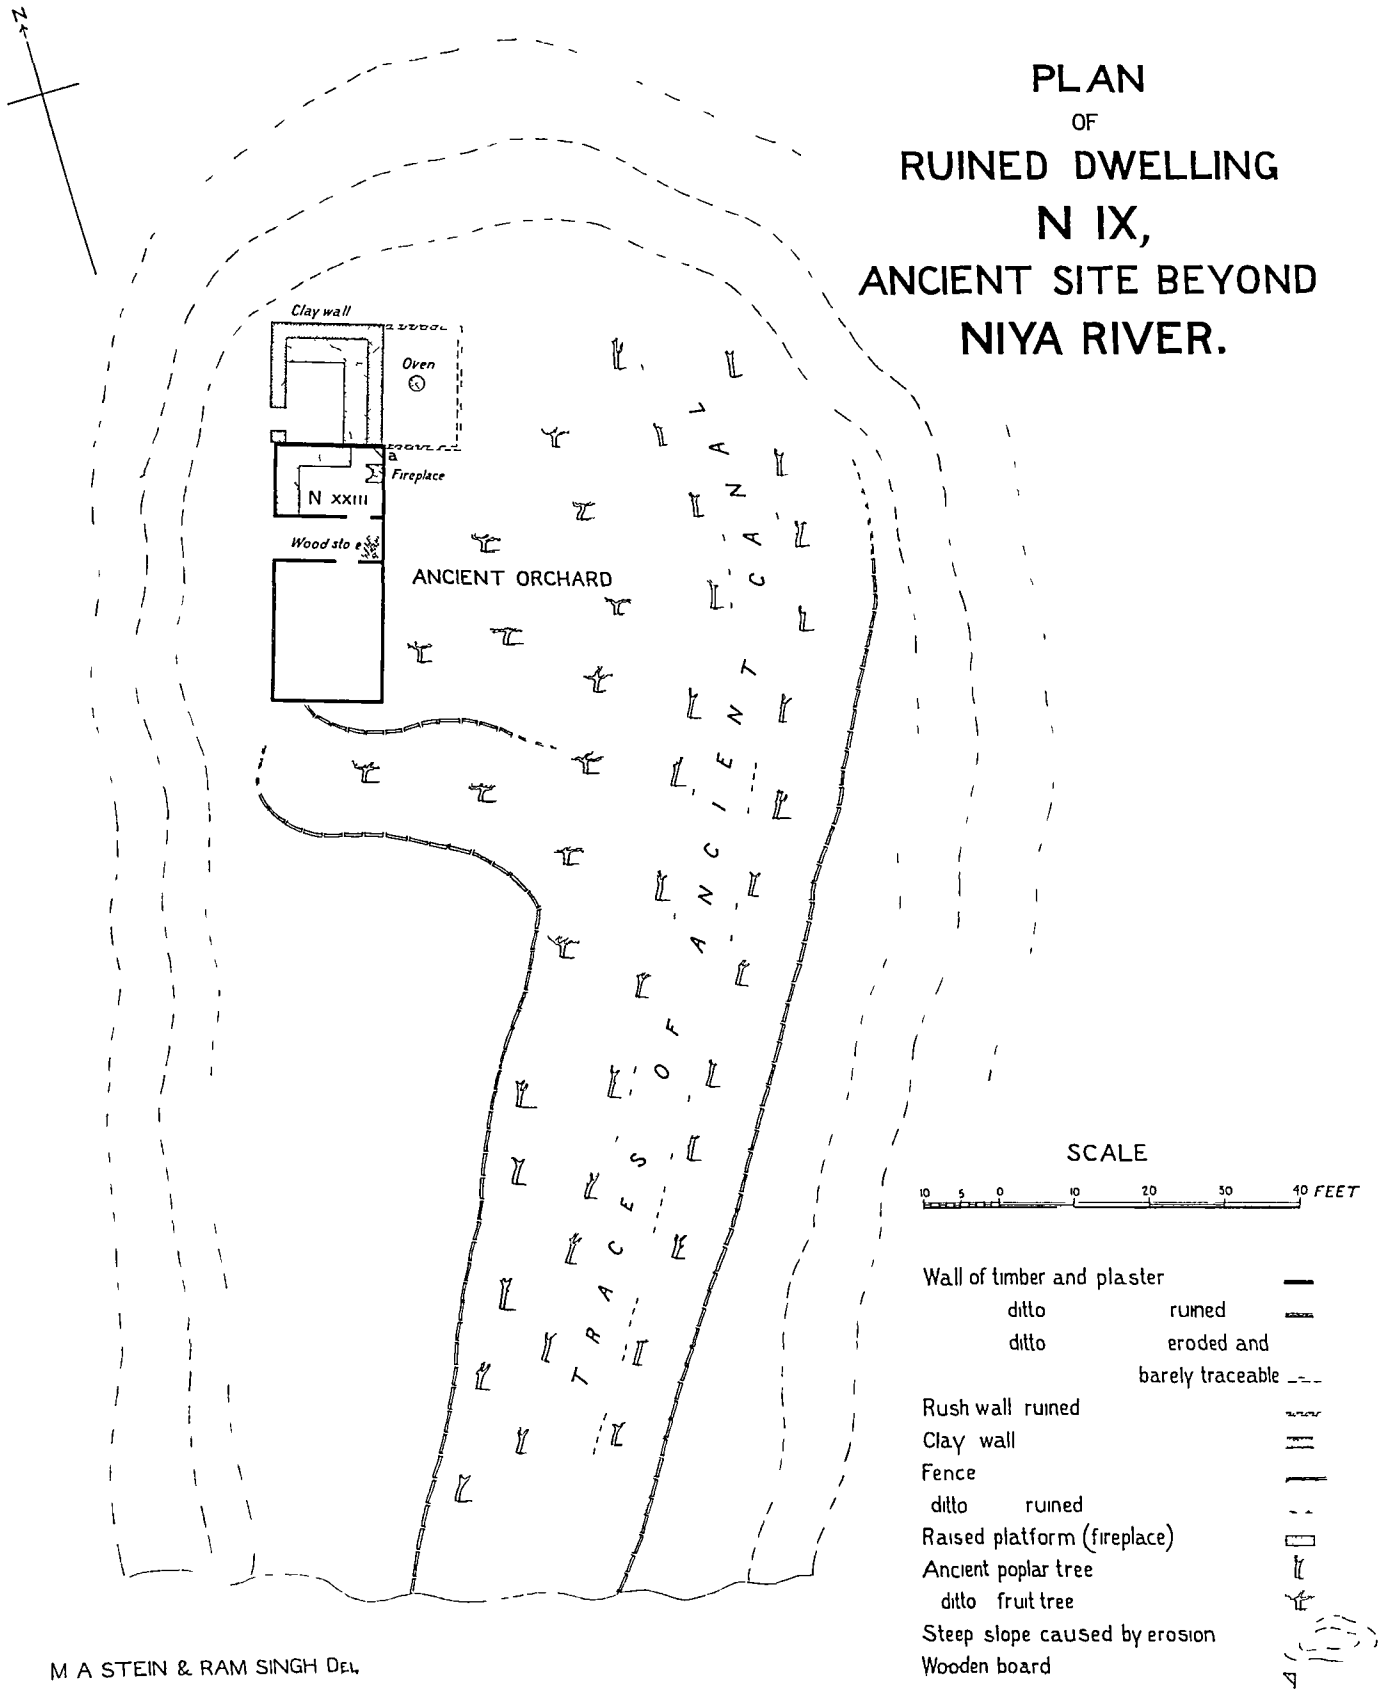 N
PLAN
OF
RUINED DWELLING
N IX,
ANCIENT SITE BEYOND
NIYA RIVER.
Clay wall
Oven
a
Fireplace
N XXIII
Wood sto e
ANCIENT ORCHARD
TRACES OF ANCIENT CANAL
SCALE
10 5 0 10 20 30 40 FEET
Wall of timber and plaster
ditto ruined
ditto eroded and
barely traceable
Rush wall ruined
Clay wall
Fence
ditto ruined
Raised platform (fireplace)
Ancient poplar tree
ditto fruit tree
Steep slope caused by erosion
Wooden board
M A STEIN & RAM SINGH DEL.